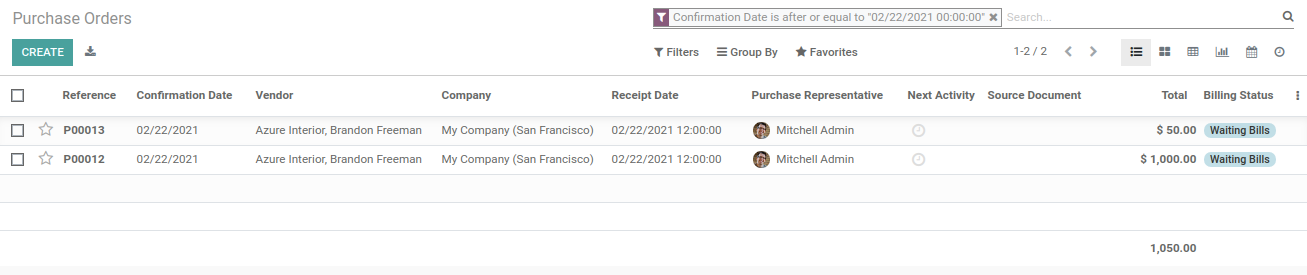 Purchase Orders
Confirmation Date is after or equal to "02/22/2021 00:00:00" Search...
CREATE Filters Group By Favorites 1-2 / 2
Reference Confirmation Date Vendor Company Receipt Date Purchase Representative Next Activity Source Document Total Billing Status
P00013 02/22/2021 Azure Interior, Brandon Freeman My Company (San Francisco) 02/22/2021 12:00:00 Mitchell Admin $ 50.00 Waiting Bills
P00012 02/22/2021 Azure Interior, Brandon Freeman My Company (San Francisco) 02/22/2021 12:00:00 Mitchell Admin $ 1,000.00 Waiting Bills
1,050.00